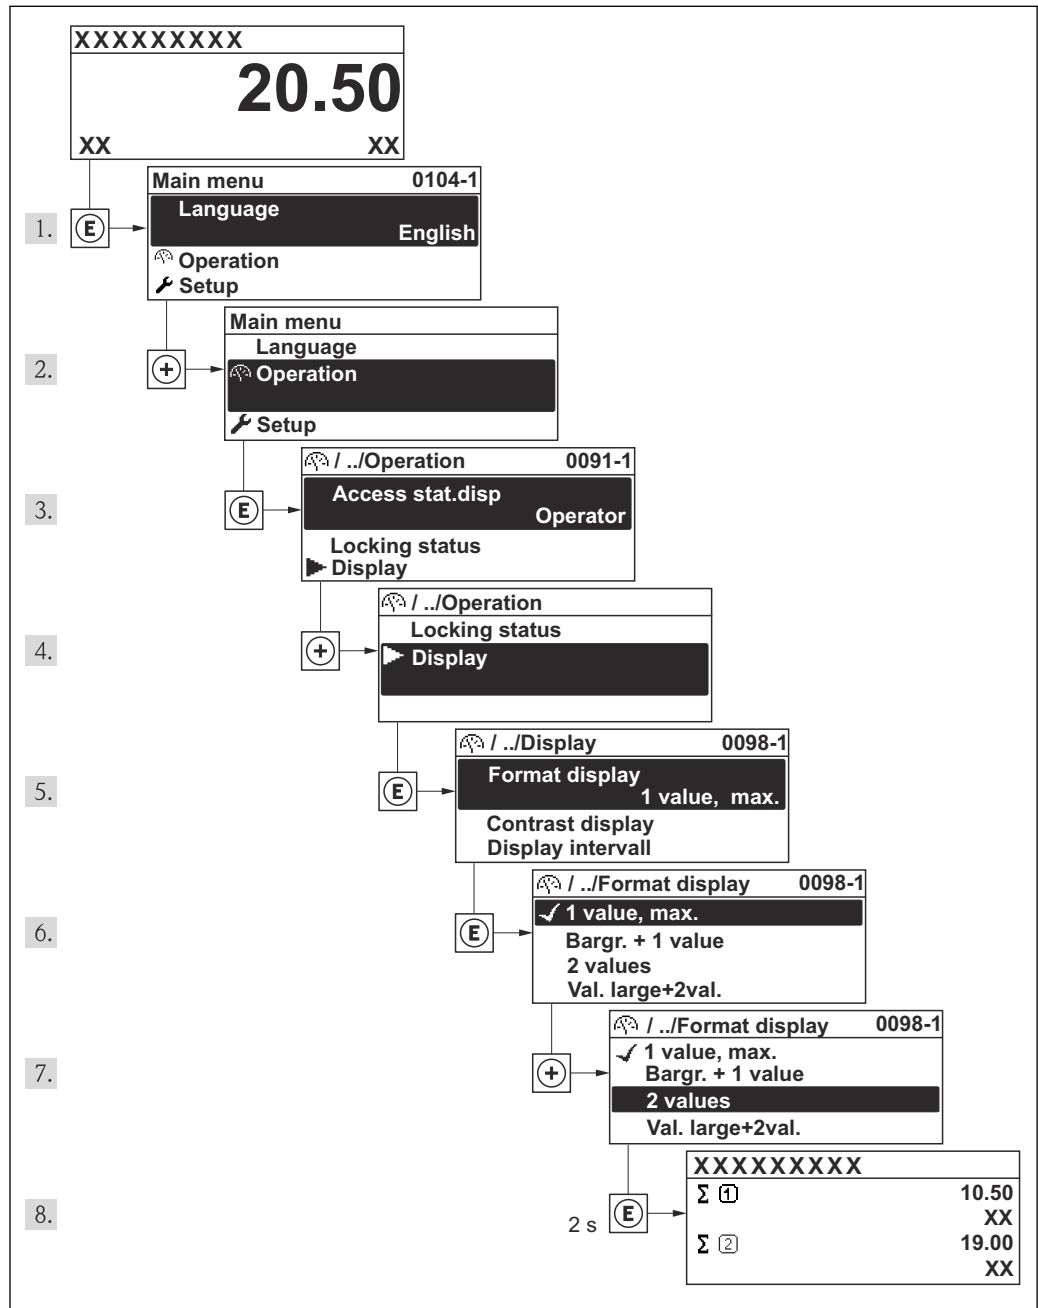 XXXXXXXXX
20.50
XX XX
Main menu 0104-1
Language
English
Operation
Setup
1. E
Main menu
Language
Operation
Setup
2. +
/ ../Operation 0091-1
Access stat.disp
Operator
Locking status
Display
3. E
/ ../Operation
Locking status
Display
4. +
/ ../Display 0098-1
Format display
1 value, max.
Contrast display
Display intervall
5. E
/ ../Format display 0098-1
1 value, max.
Bargr. + 1 value
2 values
Val. large+2val.
6. E
/ ../Format display 0098-1
1 value, max.
Bargr. + 1 value
2 values
Val. large+2val.
7. +
XXXXXXXXX
Σ 1 10.50
XX
Σ 2 19.00
XX
8. 2 s E